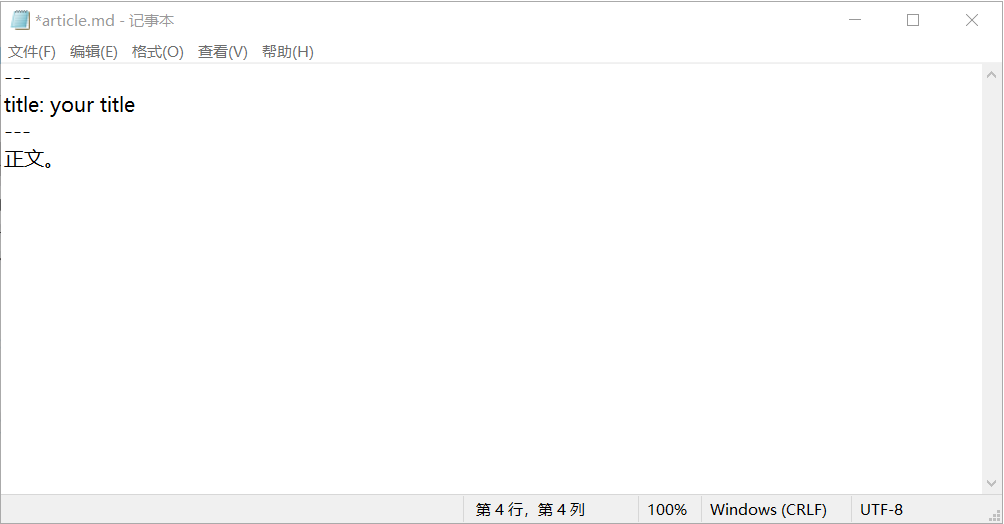 *article.md - 记事本
文件(F) 编辑(E) 格式(O) 查看(V) 帮助(H)
---
title: your title
---
正文。
第 4 行，第 4 列 100% Windows (CRLF) UTF-8